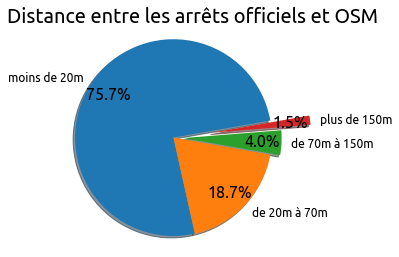 Distance entre les arrêts officiels et OSM
moins de 20m
75.7%
1.5%
plus de 150m
4.0%
de 70m à 150m
18.7%
de 20m à 70m